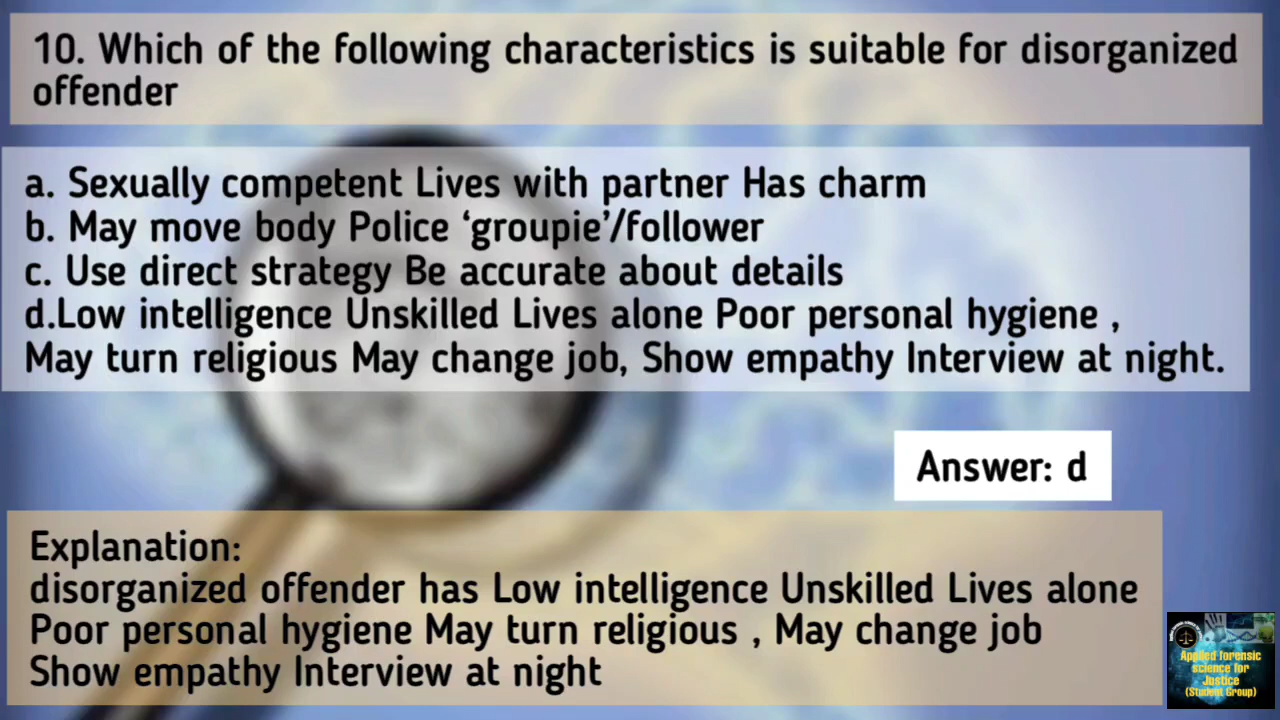 10. Which of the following characteristics is suitable for disorganized
offender
a. Sexually competent Lives with partner Has charm
b. May move body Police ‘groupie’/follower
c. Use direct strategy Be accurate about details
d.Low intelligence Unskilled Lives alone Poor personal hygiene ,
May turn religious May change job, Show empathy Interview at night.
Answer: d
Explanation:
disorganized offender has Low intelligence Unskilled Lives alone
Poor personal hygiene May turn religious , May change job
Show empathy Interview at night
Applied forensic
science for
Justice
(Student Group)